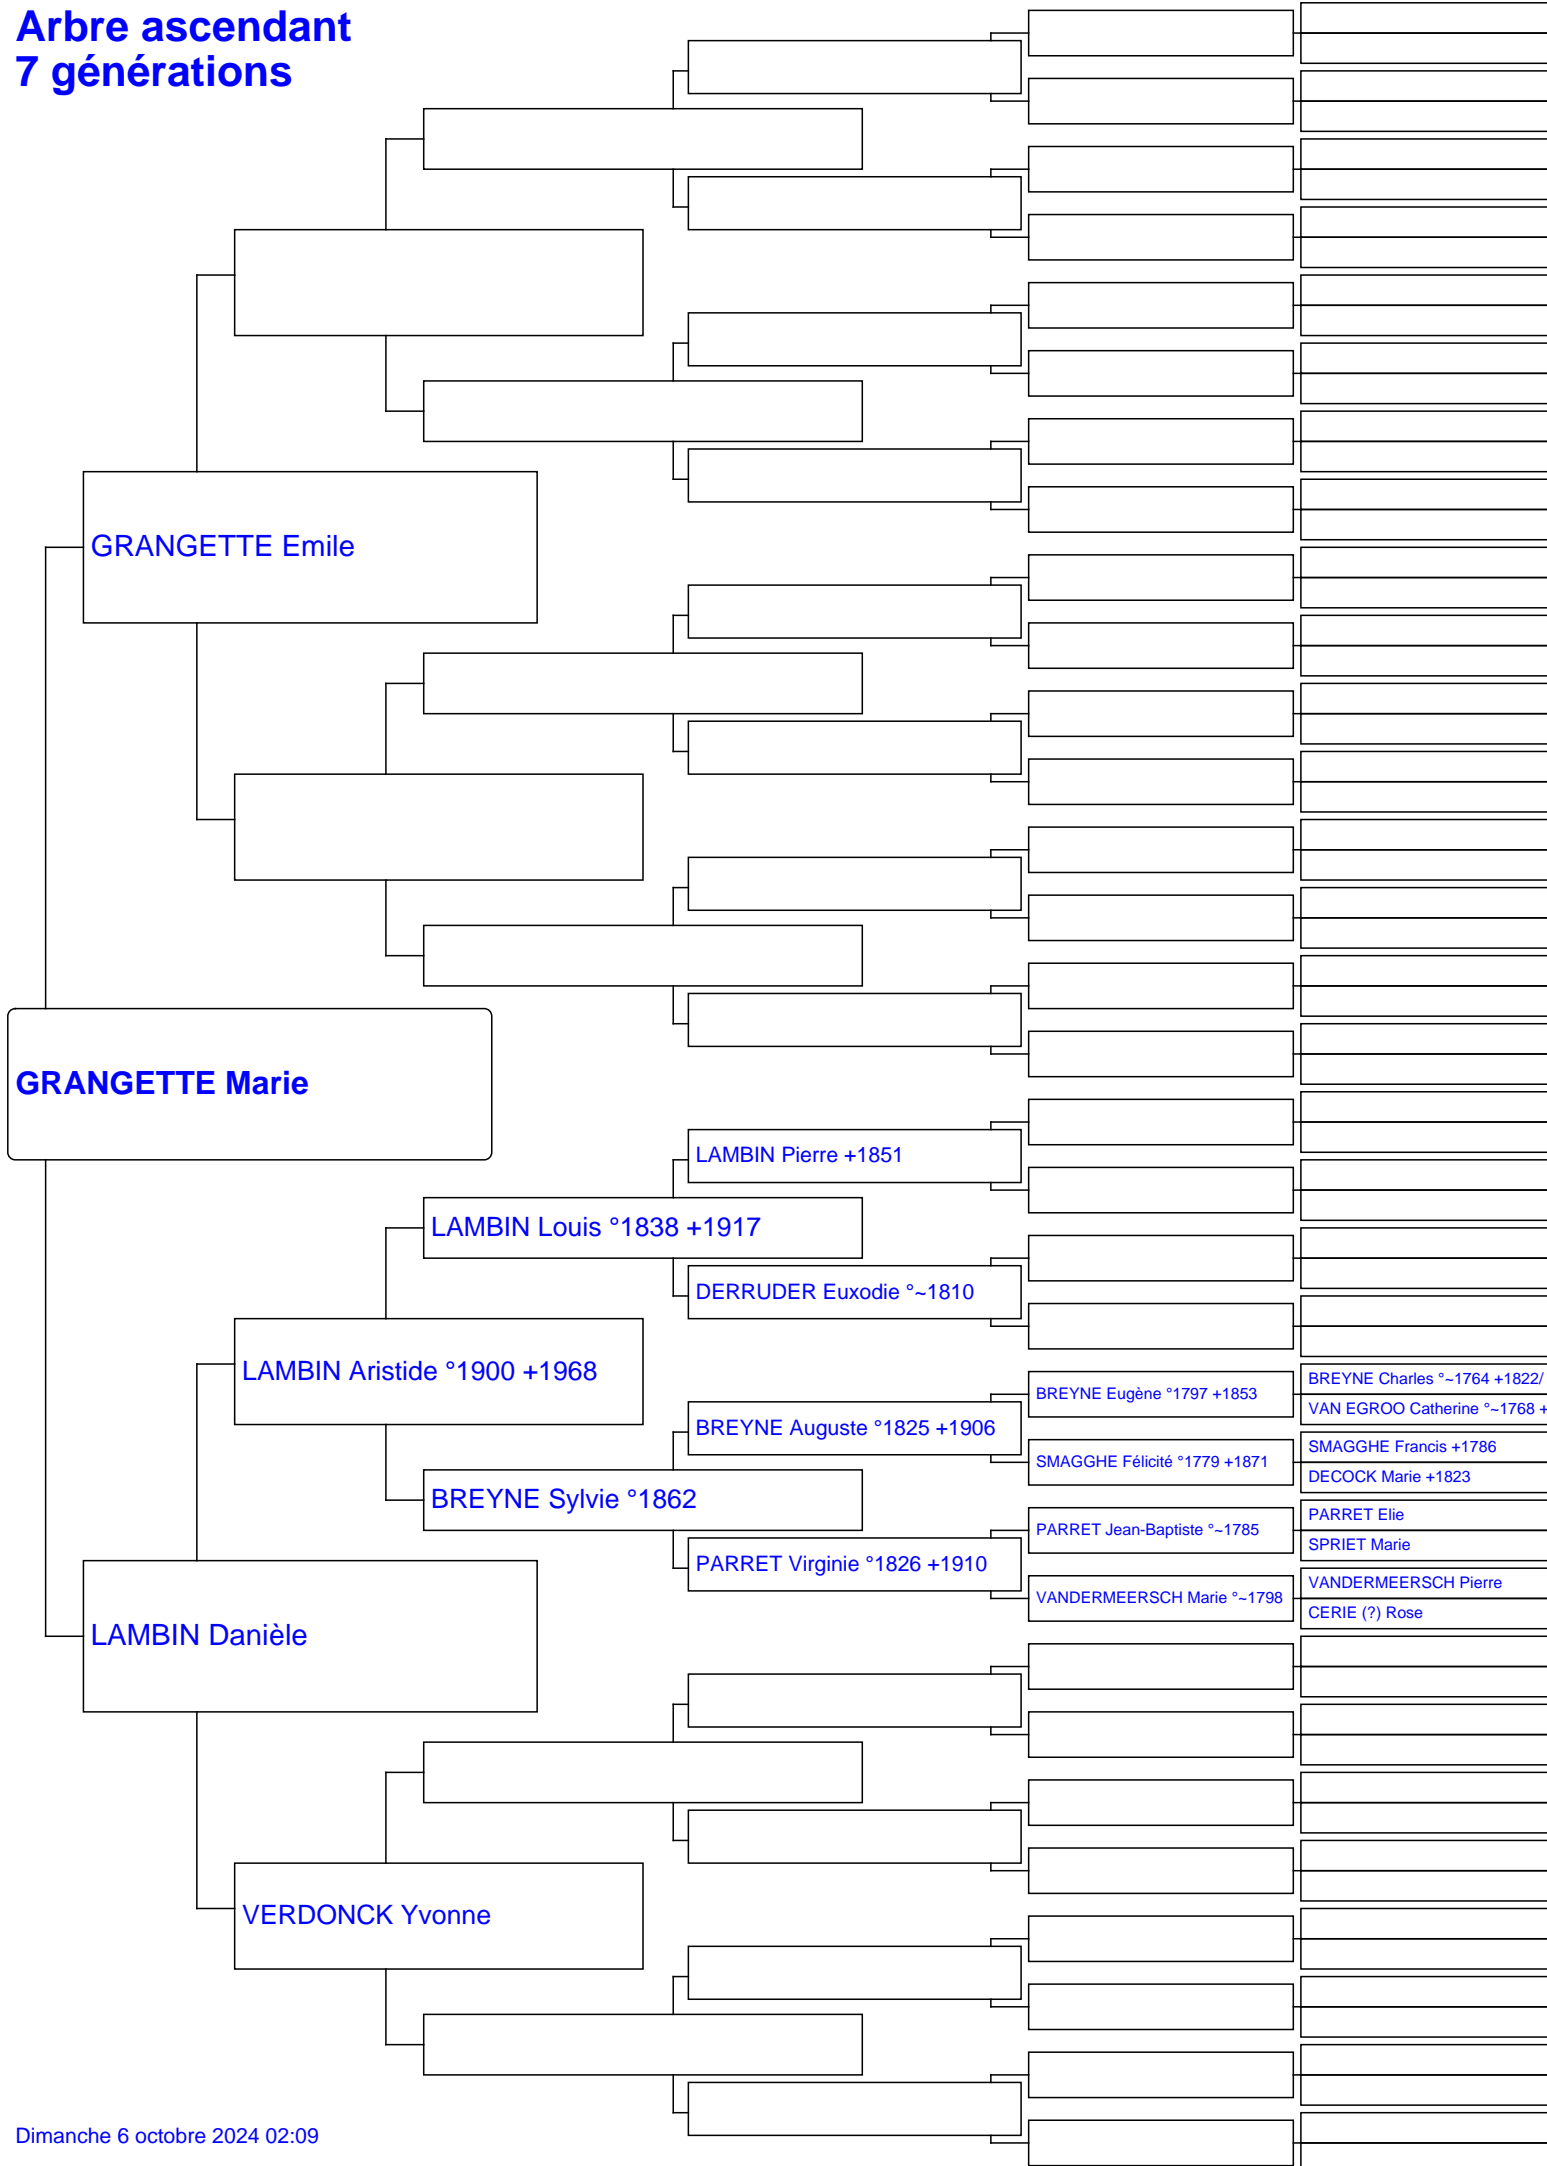 Arbre ascendant
7 générations
GRANGETTE Emile
GRANGETTE Marie
LAMBIN Pierre +1851
LAMBIN Louis °1838 +1917
DERRUDER Euxodie °~1810
LAMBIN Aristide °1900 +1968
BREYNE Charles °~1764 +1822/
BREYNE Eugène °1797 +1853
VAN EGROO Catherine °~1768 +
BREYNE Auguste °1825 +1906
SMAGGHE Francis +1786
SMAGGHE Félicité °1779 +1871
DECOCK Marie +1823
BREYNE Sylvie °1862
PARRET Elie
PARRET Jean-Baptiste °~1785
SPRIET Marie
PARRET Virginie °1826 +1910
VANDERMEERSCH Pierre
VANDERMEERSCH Marie °~1798
CERIE (?) Rose
LAMBIN Danièle
VERDONCK Yvonne
Dimanche 6 octobre 2024 02:09